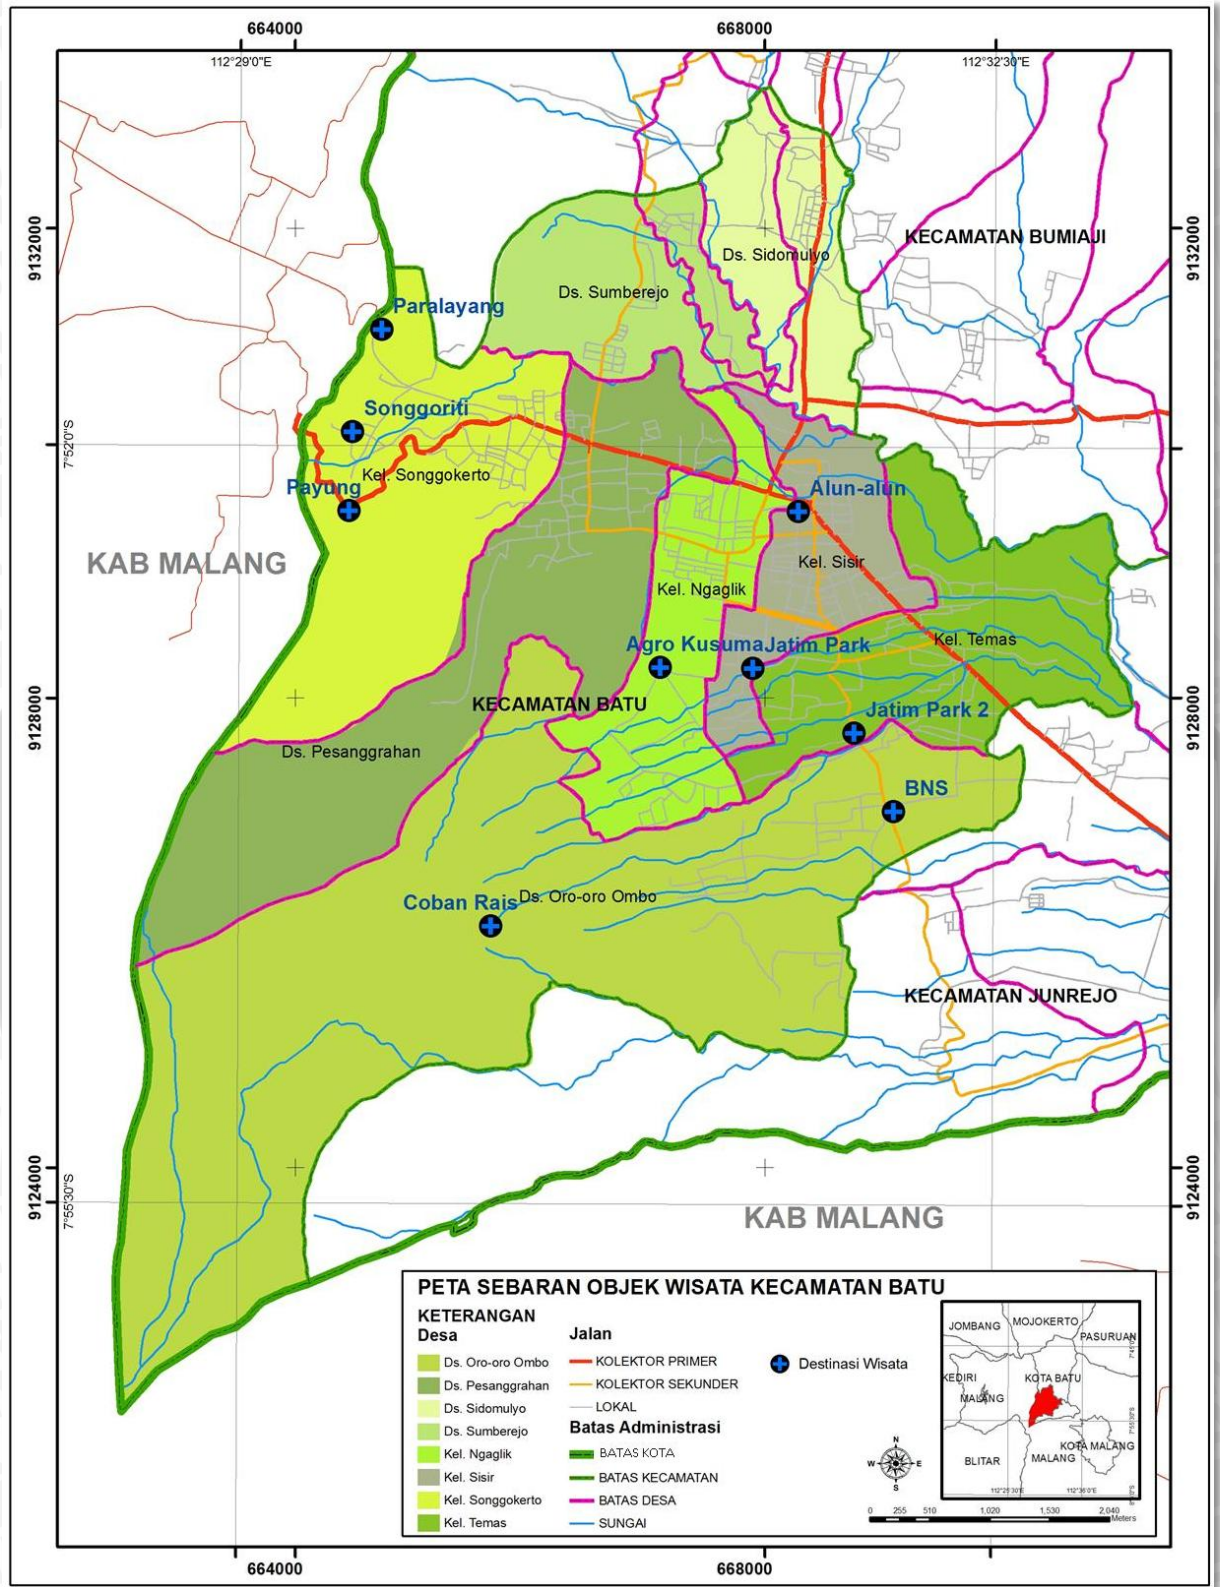 664000
668000
112°29'0"E
112°32'30"E
9132000
9132000
KECAMATAN BUMIAJI
Ds. Sidomulyo
Ds. Sumberejo
Paralayang
Songgoriti
7°52'0"S
Kel. Songgokerto
Payung
Alun-alun
KAB MALANG
Kel. Sisir
Kel. Ngaglik
Agro Kusuma
Jatim Park
Kel. Temas
KECAMATAN BATU
Jatim Park 2
9128000
9128000
Ds. Pesanggrahan
BNS
Coban Rais
Ds. Oro-oro Ombo
KECAMATAN JUNREJO
9124000
9124000
7°55'30"S
KAB MALANG
PETA SEBARAN OBJEK WISATA KECAMATAN BATU
KETERANGAN
Desa
Ds. Oro-oro Ombo
Ds. Pesanggrahan
Ds. Sidomulyo
Ds. Sumberejo
Kel. Ngaglik
Kel. Sisir
Kel. Songgokerto
Kel. Temas
Jalan
KOLEKTOR PRIMER
KOLEKTOR SEKUNDER
LOKAL
Batas Administrasi
BATAS KOTA
BATAS KECAMATAN
BATAS DESA
SUNGAI
Destinasi Wisata
N
W E
S
JOMBANG
MOJOKERTO
PASURUAN
KEDIRI
KOTA BATU
MALANG
KOTA MALANG
BLITAR
MALANG
112°36'0"E
0 255 510 1,020 1,530 2,040
Meters
664000
668000